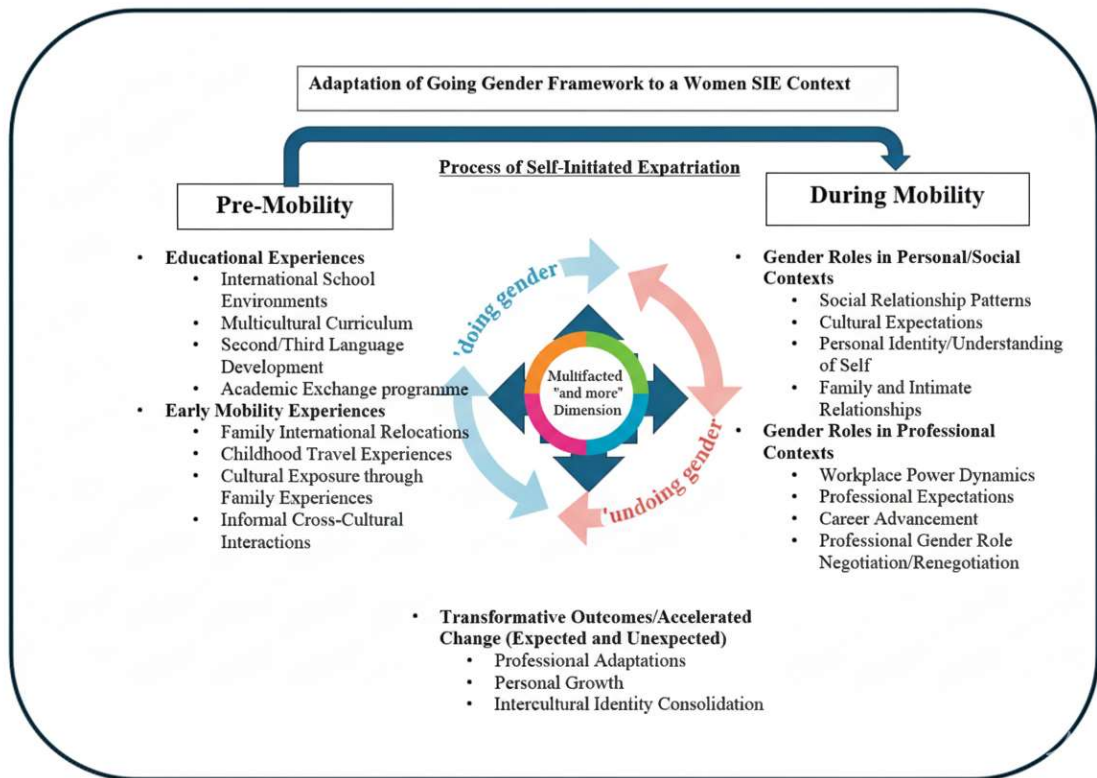 Adaptation of Going Gender Framework to a Women SIE Context
Process of Self-Initiated Expatriation
Pre-Mobility
• Educational Experiences
• International School
Environments
• Multicultural Curriculum
• Second/Third Language
Development
• Academic Exchange programme
• Early Mobility Experiences
• Family International Relocations
• Childhood Travel Experiences
• Cultural Exposure through
Family Experiences
• Informal Cross-Cultural
Interactions
'doing gender
Multifacted
"and more"
Dimension
'undoing gender
During Mobility
• Gender Roles in Personal/Social
Contexts
• Social Relationship Patterns
• Cultural Expectations
• Personal Identity/Understanding
of Self
• Family and Intimate
Relationships
• Gender Roles in Professional
Contexts
• Workplace Power Dynamics
• Professional Expectations
• Career Advancement
• Professional Gender Role
Negotiation/Renegotiation
• Transformative Outcomes/Accelerated
Change (Expected and Unexpected)
• Professional Adaptations
• Personal Growth
• Intercultural Identity Consolidation